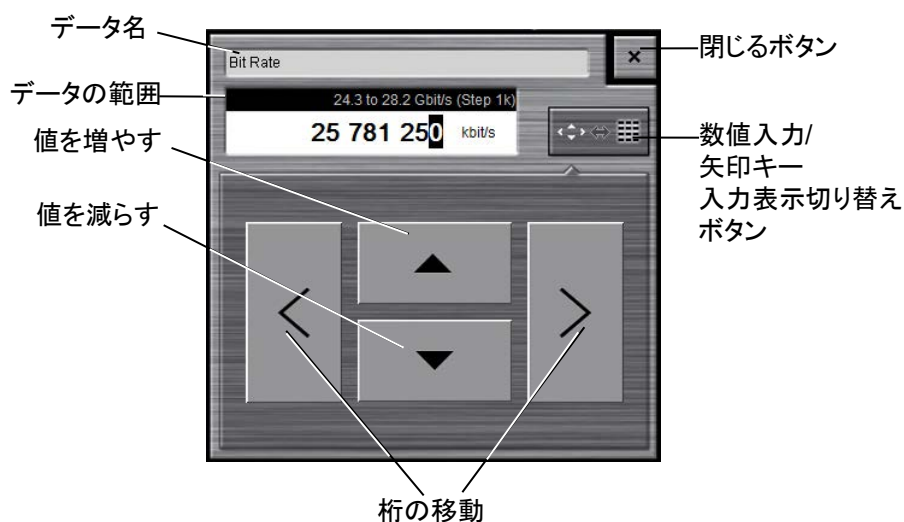 データ名
閉じるボタン
Bit Rate
×
データの範囲
24.3 to 28.2 Gbit/s (Step 1k)
25 781 250 kbit/s
値を増やす
数値入力/
矢印キー
入力表示切り替え
ボタン
値を減らす
桁の移動